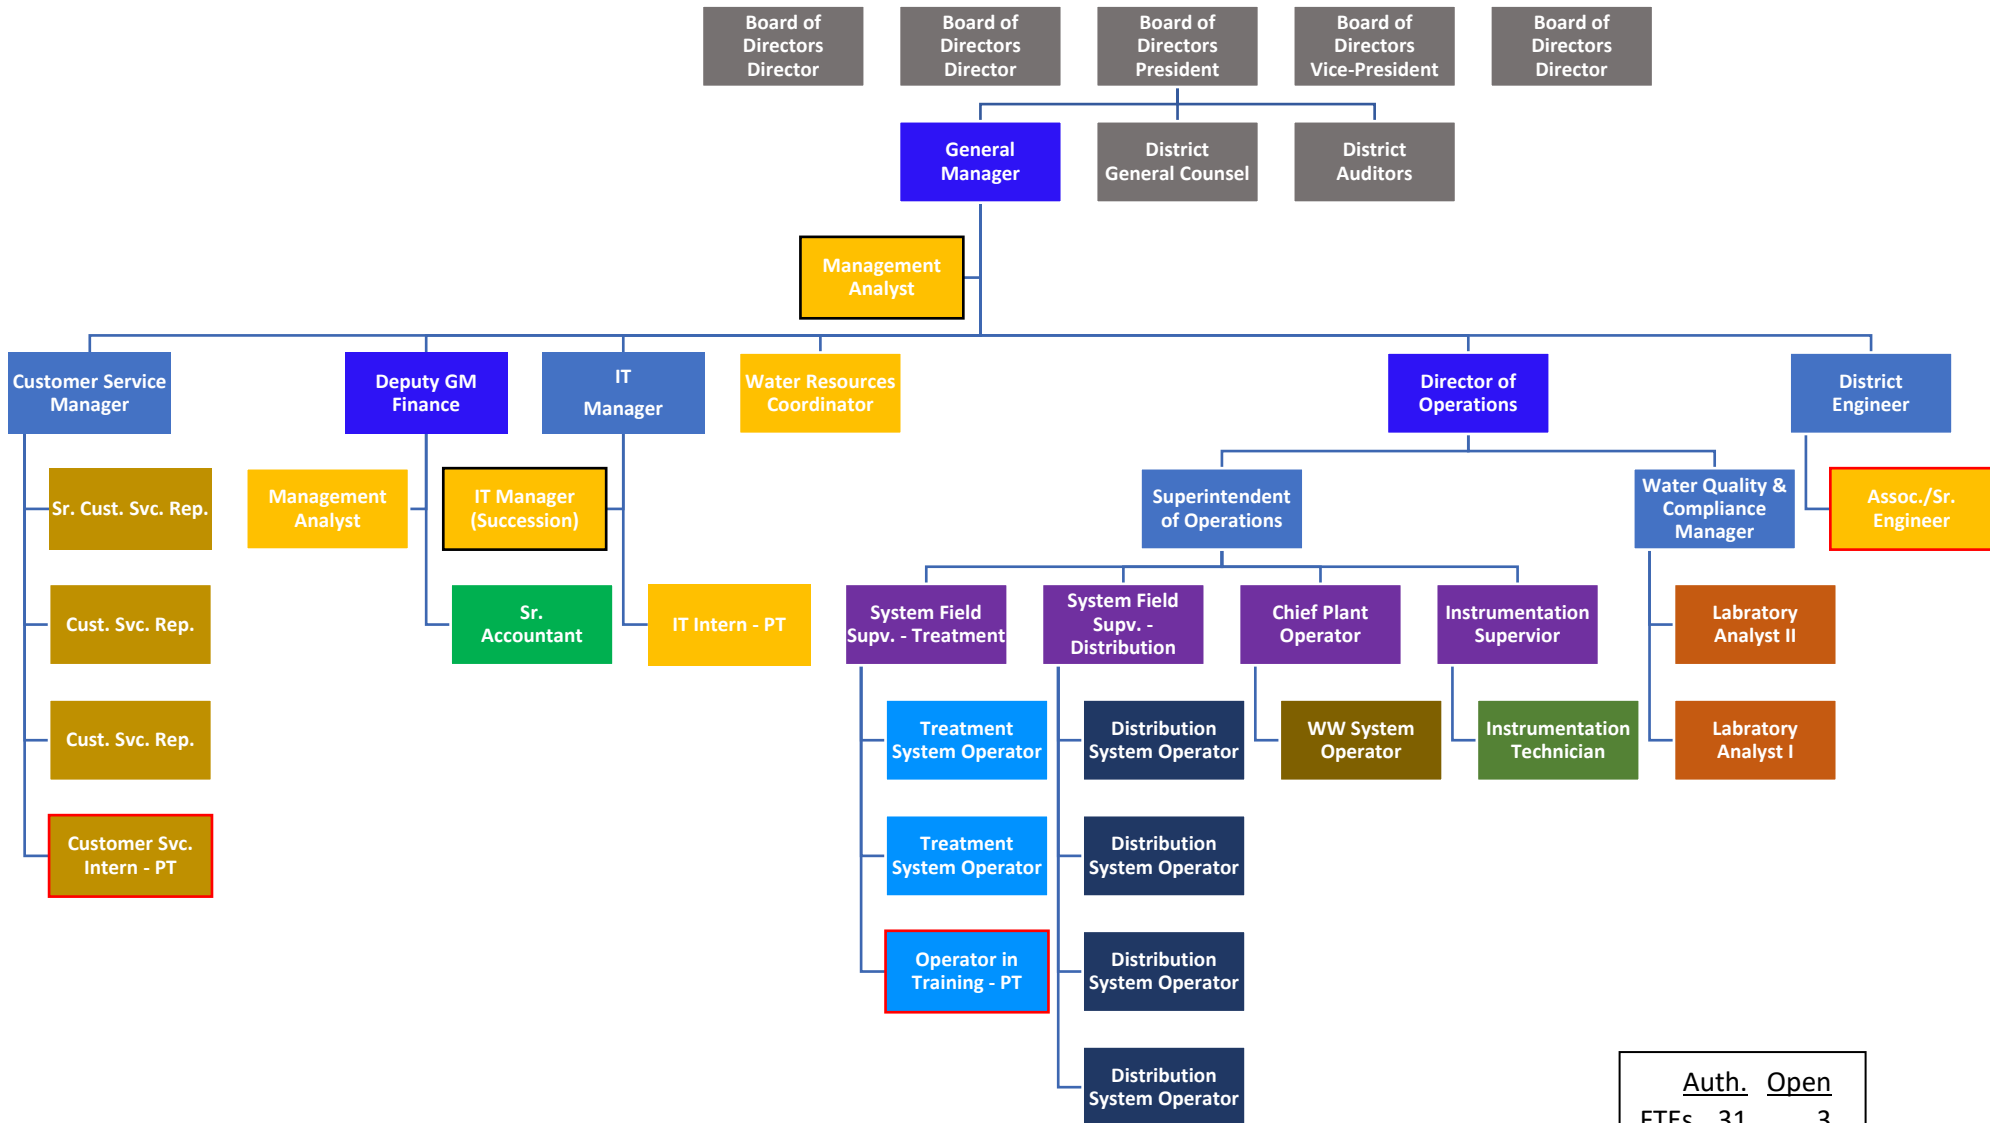 Board of
Directors
Director
Board of
Directors
Director
Board of
Directors
President
Board of
Directors
Vice-President
Board of
Directors
Director
General
Manager
District
General Counsel
District
Auditors
Management
Analyst
Customer Service
Manager
Deputy GM
Finance
IT
Manager
Water Resources
Coordinator
Director of
Operations
District
Engineer
Sr. Cust. Svc. Rep.
Management
Analyst
IT Manager
(Succession)
Superintendent
of Operations
Water Quality &
Compliance
Manager
Assoc./Sr.
Engineer
Cust. Svc. Rep.
Sr.
Accountant
IT Intern - PT
System Field
Supv. - Treatment
System Field
Supv. -
Distribution
Chief Plant
Operator
Instrumentation
Supervior
Labratory
Analyst II
Cust. Svc. Rep.
Treatment
System Operator
Distribution
System Operator
WW System
Operator
Instrumentation
Technician
Labratory
Analyst I
Customer Svc.
Intern - PT
Treatment
System Operator
Distribution
System Operator
Operator in
Training - PT
Distribution
System Operator
Distribution
System Operator
Auth. Open
FTEs 31 3